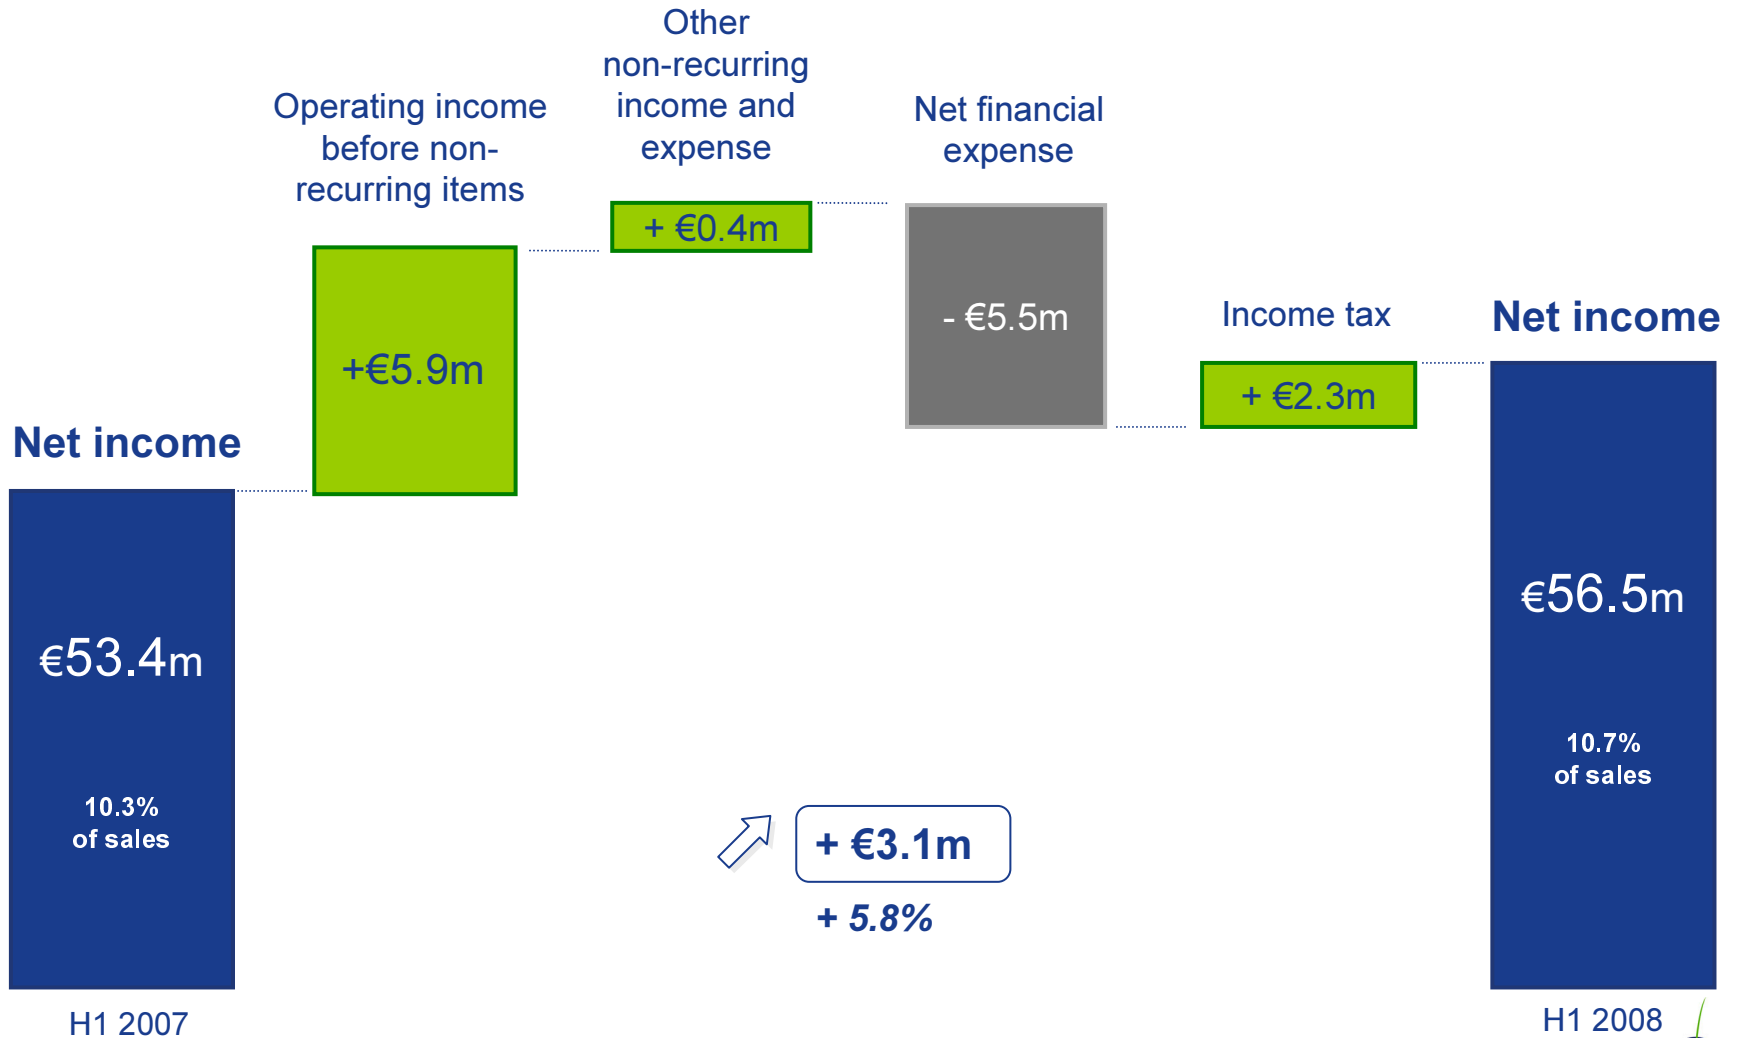 Net income
€53.4m
10.3%
of sales
H1 2007
Operating income
before non-
recurring items
+€5.9m
Other
non-recurring
income and
expense
+ €0.4m
Net financial
expense
- €5.5m
Income tax
+ €2.3m
Net income
€56.5m
10.7%
of sales
H1 2008
+ €3.1m
+ 5.8%